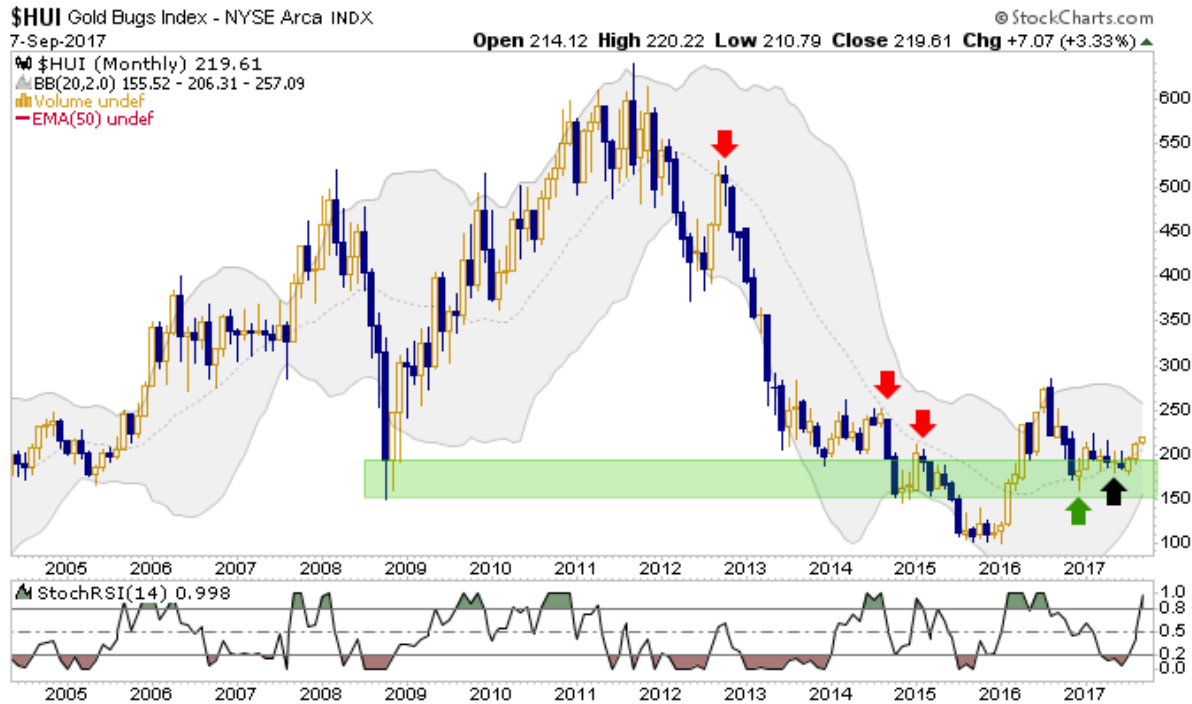 $HUI Gold Bugs Index - NYSE Arca INDX © StockCharts.com
7-Sep-2017 Open 214.12 High 220.22 Low 210.79 Close 219.61 Chg +7.07 (+3.33%)
$HUI (Monthly) 219.61
BB(20,2.0) 155.52 - 206.31 - 257.09
Volume undef
EMA(50) undef
600
550
500
450
400
350
300
250
200
150
100
2005 2006 2007 2008 2009 2010 2011 2012 2013 2014 2015 2016 2017
StochRSI(14) 0.998
1.0
0.8
0.5
0.2
0.0
2005 2006 2007 2008 2009 2010 2011 2012 2013 2014 2015 2016 2017